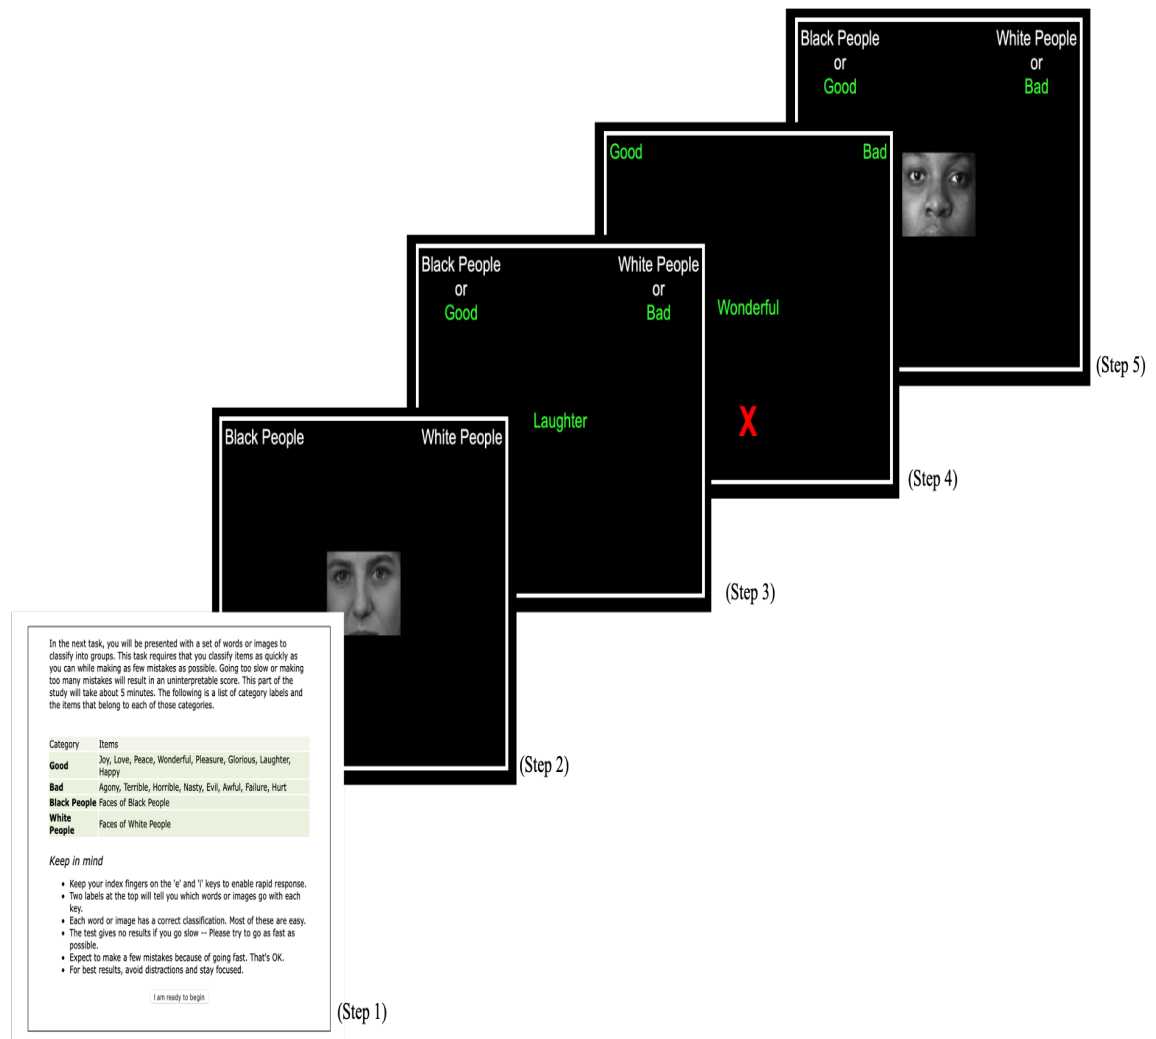 Black People
White People
or
or
Good
Bad
(Step 5)
Good
Bad
Wonderful
X
(Step 4)
Black People
White People
or
or
Good
Bad
Laughter
(Step 3)
Black People
White People
(Step 2)
In the next task, you will be presented with a set of words or images to
classify into groups. This task requires that you classify items as quickly as
you can while making as few mistakes as possible. Going too slow or making
too many mistakes will result in an uninterpretable score. This part of the
study will take about 5 minutes. The following is a list of category labels and
the items that belong to each of those categories.
Category Items
Good Joy, Love, Peace, Wonderful, Pleasure, Glorious, Laughter,
Happy
Bad Agony, Terrible, Horrible, Nasty, Evil, Awful, Failure, Hurt
Black People Faces of Black People
White
People Faces of White People
Keep in mind
• Keep your index fingers on the 'e' and 'i' keys to enable rapid response.
• Two labels at the top will tell you which words or images go with each
key.
• Each word or image has a correct classification. Most of these are easy.
• The test gives no results if you go slow -- Please try to go as fast as
possible.
• Expect to make a few mistakes because of going fast. That's OK.
• For best results, avoid distractions and stay focused.
I am ready to begin
(Step 1)